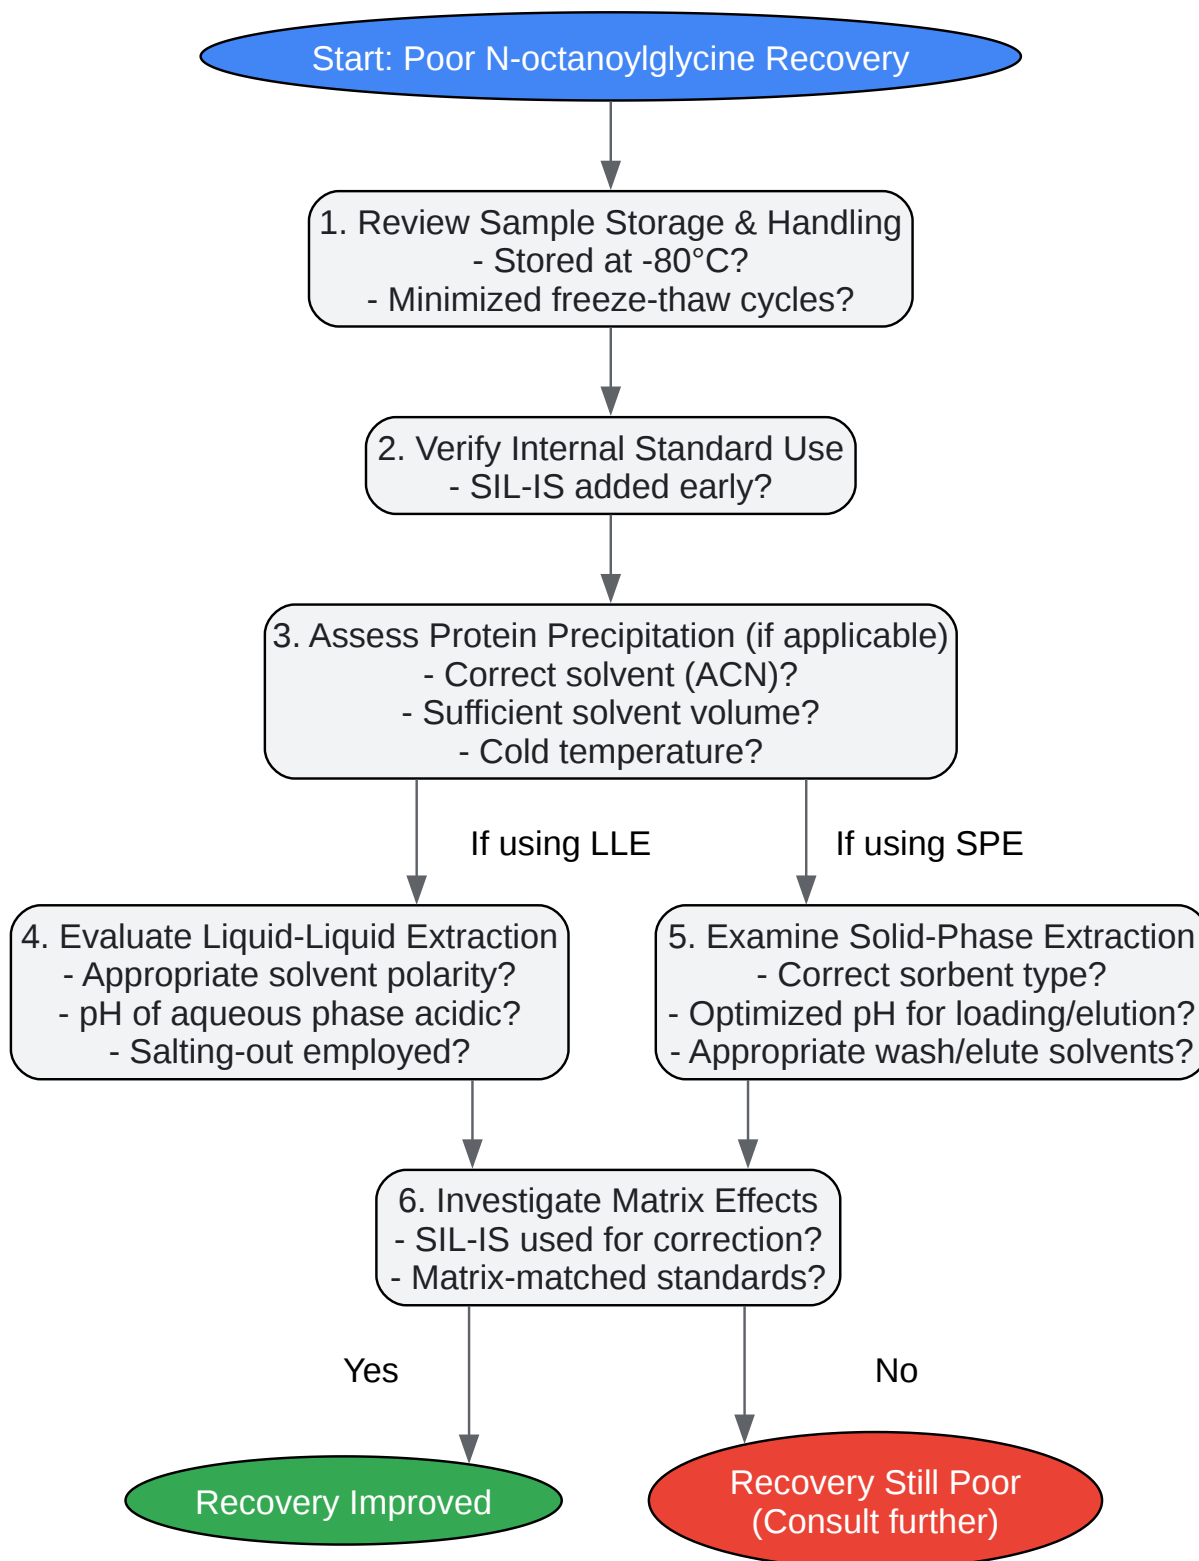 Start: Poor N-octanoylglycine Recovery
1. Review Sample Storage & Handling
- Stored at -80°C?
- Minimized freeze-thaw cycles?
2. Verify Internal Standard Use
- SIL-IS added early?
3. Assess Protein Precipitation (if applicable)
- Correct solvent (ACN)?
- Sufficient solvent volume?
- Cold temperature?
If using LLE
If using SPE
4. Evaluate Liquid-Liquid Extraction
- Appropriate solvent polarity?
- pH of aqueous phase acidic?
- Salting-out employed?
5. Examine Solid-Phase Extraction
- Correct sorbent type?
- Optimized pH for loading/elution?
- Appropriate wash/elute solvents?
6. Investigate Matrix Effects
- SIL-IS used for correction?
- Matrix-matched standards?
Yes
No
Recovery Improved
Recovery Still Poor
(Consult further)